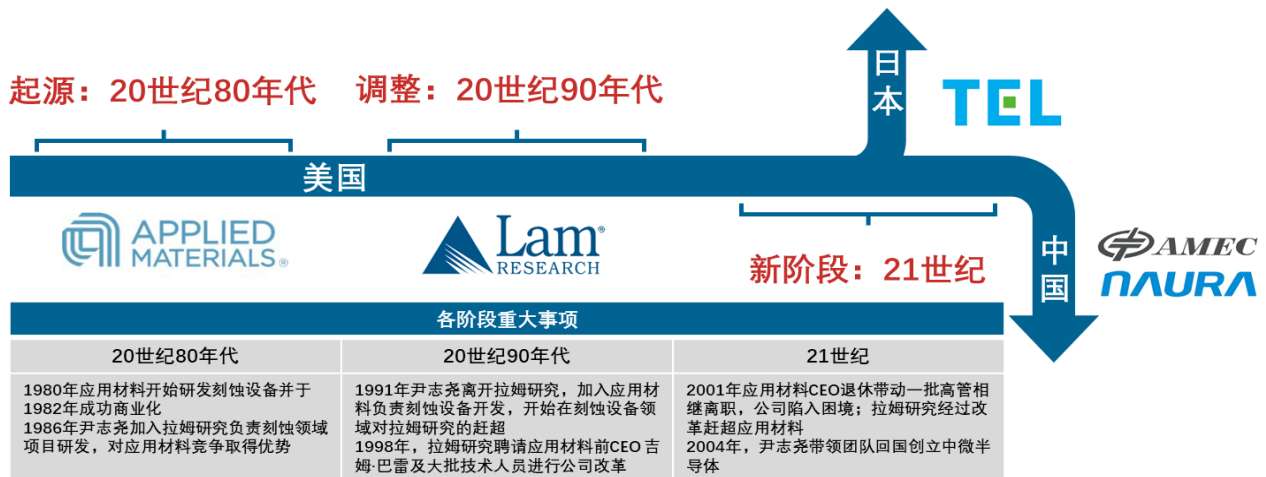 起源：20世纪80年代
调整：20世纪90年代
日本
TEL
美国
APPLIED
MATERIALS®
Lam®
RESEARCH
新阶段：21世纪
中国
AMEC
NAURA
各阶段重大事项
20世纪80年代
20世纪90年代
21世纪
1980年应用材料开始研发刻蚀设备并于
1982年成功商业化
1986年尹志尧加入拉姆研究负责刻蚀领域
项目研发，对应用材料竞争取得优势
1991年尹志尧离开拉姆研究，加入应用材
料负责刻蚀设备开发，开始在刻蚀设备领
域对拉姆研究的赶超
1998年，拉姆研究聘请应用材料前CEO 吉
姆·巴雷及大批技术人员进行公司改革
2001年应用材料CEO退休带动一批高管相
继离职，公司陷入困境；拉姆研究经过改
革赶超应用材料
2004年，尹志尧带领团队回国创立中微半
导体